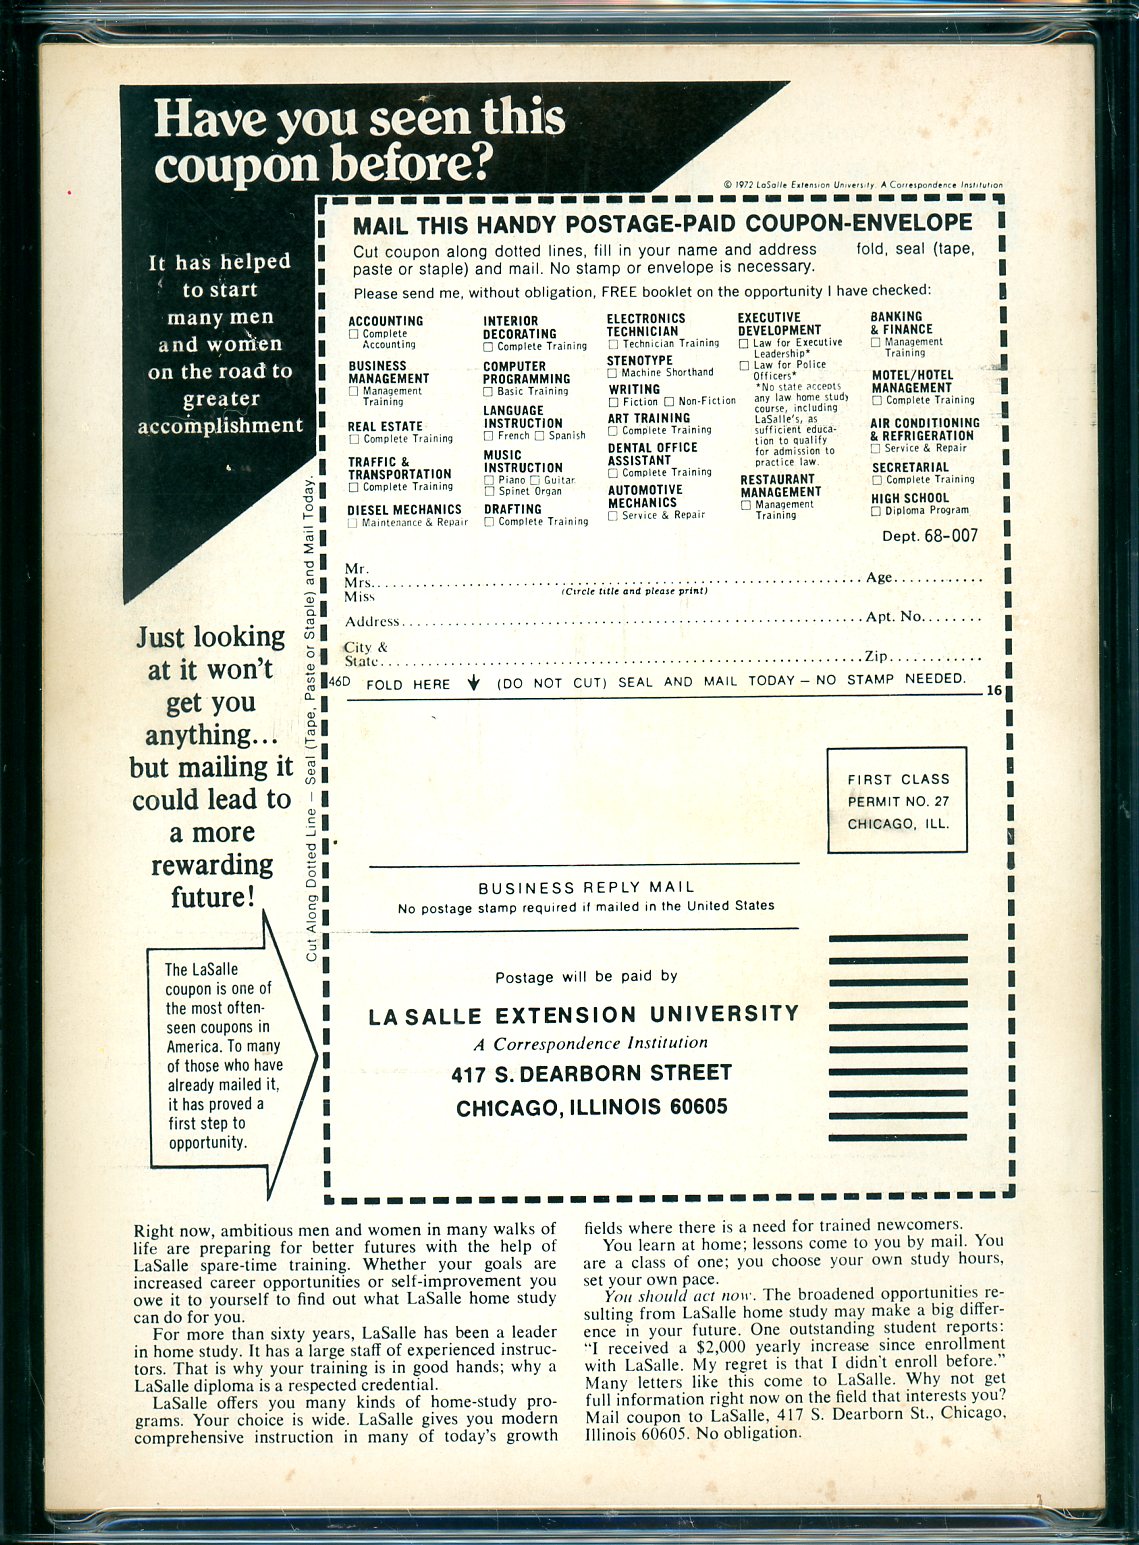 Have you seen this
coupon before?
© 1972 LaSalle Extension University. A Correspondence Institution
It has helped
to start
many men
and women
on the road to
greater
accomplishment
MAIL THIS HANDY POSTAGE-PAID COUPON-ENVELOPE
Cut coupon along dotted lines, fill in your name and address fold, seal (tape,
paste or staple) and mail. No stamp or envelope is necessary.
Please send me, without obligation, FREE booklet on the opportunity I have checked:
ACCOUNTING
☐ Complete
Accounting
BUSINESS
MANAGEMENT
☐ Management
Training
REAL ESTATE
☐ Complete Training
TRAFFIC &
TRANSPORTATION
☐ Complete Training
DIESEL MECHANICS
☐ Maintenance & Repair
INTERIOR
DECORATING
☐ Complete Training
COMPUTER
PROGRAMMING
☐ Basic Training
LANGUAGE
INSTRUCTION
☐ French ☐ Spanish
MUSIC
INSTRUCTION
☐ Piano ☐ Guitar
☐ Spinet Organ
DRAFTING
☐ Complete Training
ELECTRONICS
TECHNICIAN
☐ Technician Training
STENOTYPE
☐ Machine Shorthand
WRITING
☐ Fiction ☐ Non-Fiction
ART TRAINING
☐ Complete Training
DENTAL OFFICE
ASSISTANT
☐ Complete Training
AUTOMOTIVE
MECHANICS
☐ Service & Repair
EXECUTIVE
DEVELOPMENT
☐ Law for Executive
Leadership*
☐ Law for Police
Officers*
*No state accepts
any law home study
course, including
LaSalle's, as
sufficient educa-
tion to qualify
for admission to
practice law.
RESTAURANT
MANAGEMENT
☐ Management
Training
BANKING
& FINANCE
☐ Management
Training
MOTEL/HOTEL
MANAGEMENT
☐ Complete Training
AIR CONDITIONING
& REFRIGERATION
☐ Service & Repair
SECRETARIAL
☐ Complete Training
HIGH SCHOOL
☐ Diploma Program
Dept. 68-007
Mr.
Mrs. Age
(Circle title and please print)
Miss
Address Apt. No.
City &
State Zip
46D FOLD HERE ↓ (DO NOT CUT) SEAL AND MAIL TODAY – NO STAMP NEEDED.
16
Cut Along Dotted Line – Seal (Tape, Paste or Staple) and Mail Today.
Just looking
at it won't
get you
anything...
but mailing it
could lead to
a more
rewarding
future!
The LaSalle
coupon is one of
the most often-
seen coupons in
America. To many
of those who have
already mailed it,
it has proved a
first step to
opportunity.
FIRST CLASS
PERMIT NO. 27
CHICAGO, ILL.
BUSINESS REPLY MAIL
No postage stamp required if mailed in the United States
Postage will be paid by
LA SALLE EXTENSION UNIVERSITY
A Correspondence Institution
417 S. DEARBORN STREET
CHICAGO, ILLINOIS 60605
Right now, ambitious men and women in many walks of
life are preparing for better futures with the help of
LaSalle spare-time training. Whether your goals are
increased career opportunities or self-improvement you
owe it to yourself to find out what LaSalle home study
can do for you.
For more than sixty years, LaSalle has been a leader
in home study. It has a large staff of experienced instruc-
tors. That is why your training is in good hands; why a
LaSalle diploma is a respected credential.
LaSalle offers you many kinds of home-study pro-
grams. Your choice is wide. LaSalle gives you modern
comprehensive instruction in many of today's growth
fields where there is a need for trained newcomers.
You learn at home; lessons come to you by mail. You
are a class of one; you choose your own study hours,
set your own pace.
You should act now. The broadened opportunities re-
sulting from LaSalle home study may make a big differ-
ence in your future. One outstanding student reports:
"I received a $2,000 yearly increase since enrollment
with LaSalle. My regret is that I didn't enroll before."
Many letters like this come to LaSalle. Why not get
full information right now on the field that interests you?
Mail coupon to LaSalle, 417 S. Dearborn St., Chicago,
Illinois 60605. No obligation.